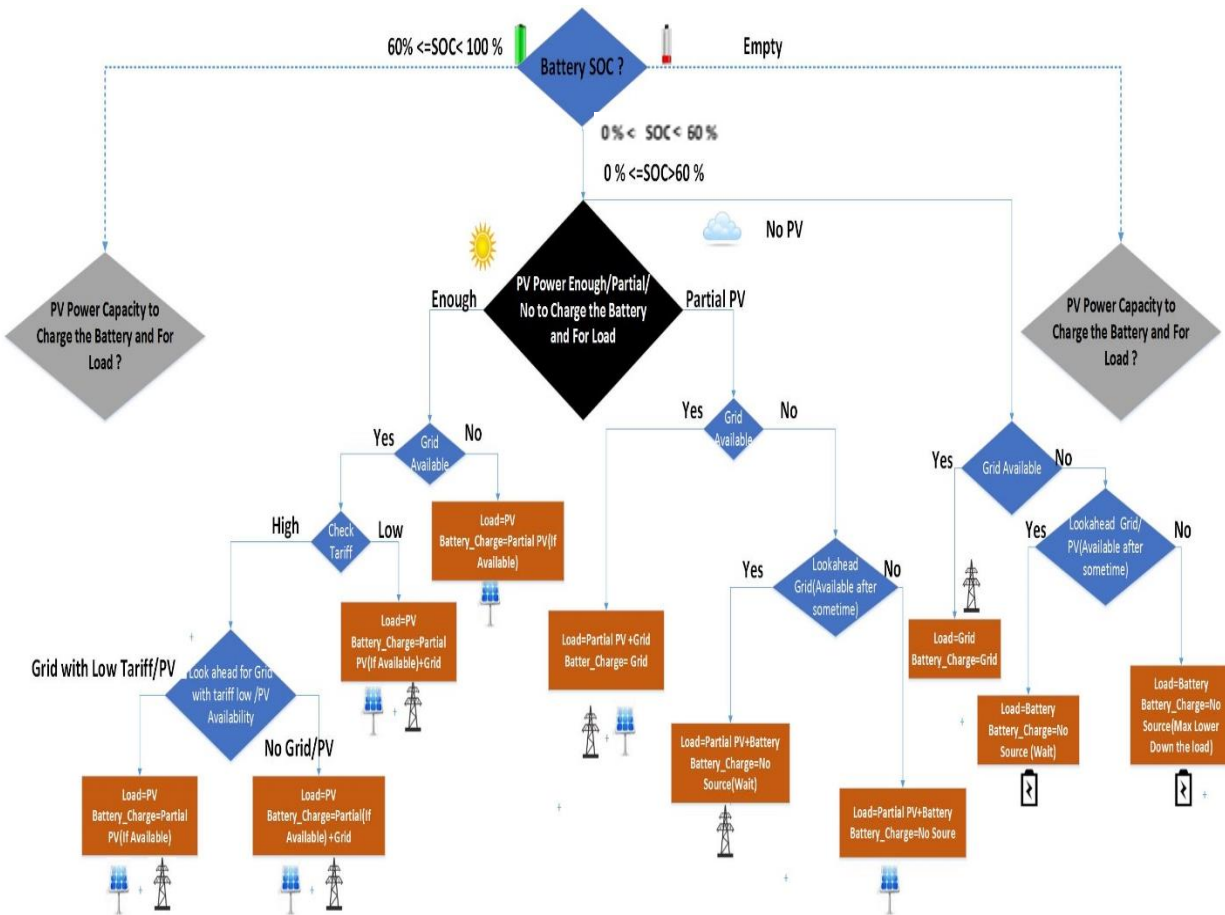 60% <=SOC< 100 %
Battery SOC ?
Empty
0 % < SOC < 60 %
0 % <=SOC>60 %
No PV
PV Power Capacity to
Charge the Battery and For
Load ?
Enough
PV Power Enough/Partial/
No to Charge the Battery
and For Load
Partial PV
PV Power Capacity to
Charge the Battery and For
Load ?
Yes
Grid
Available
No
Yes
Grid
Available
No
Yes
Grid Available
No
High
Check
Tariff
Low
Load=PV
Battery_Charge=Partial PV(If
Available)
Yes
Lookahead
Grid(Available after
sometime)
No
Yes
Lookahead Grid/
PV(Available after
sometime)
No
Load=PV
Battery_Charge=Partial
PV(If Available)+Grid
Load=Partial PV +Grid
Batter_Charge= Grid
Load=Grid
Battery_Charge=Grid
Grid with Low Tariff/PV
Look ahead for Grid
with tariff low /PV
Availability
No Grid/PV
Load=Partial PV+Battery
Battery_Charge=No
Source(Wait)
Load=Battery
Battery_Charge=No
Source (Wait)
Load=Battery
Battery_Charge=No
Source(Max Lower
Down the load)
Load=PV
Battery_Charge=Partial
PV(If Available)
Load=PV
Battery_Charge=Partial(If
Available) +Grid
Load=Partial PV+Battery
Battery_Charge=No Soure